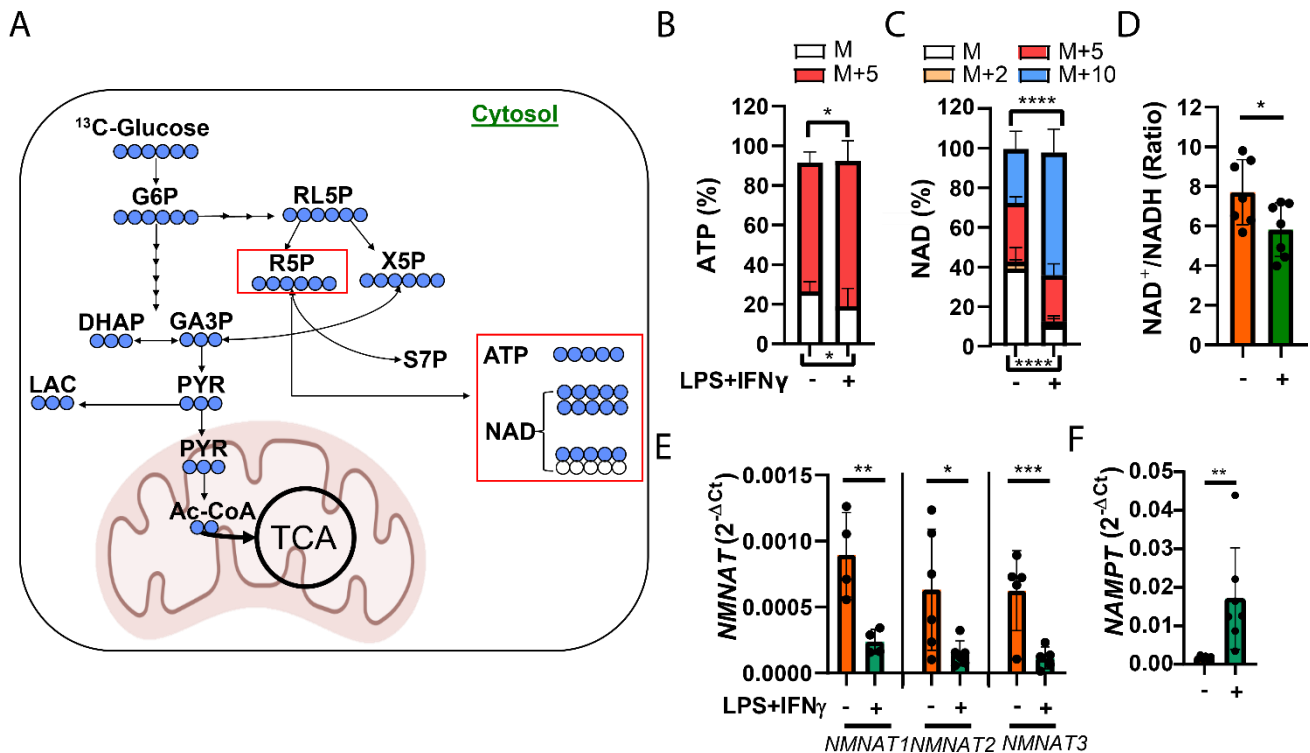 A
Cytosol
¹³C-Glucose
G6P
RL5P
R5P
X5P
DHAP
GA3P
S7P
LAC
PYR
PYR
Ac-CoA
TCA
ATP
NAD
B
M
M+5
ATP (%)
120
100
80
60
40
20
0
*
*
LPS+IFNγ
- +
C
M
M+5
M+2
M+10
NAD (%)
120
100
80
60
40
20
0
****
****
- +
D
NAD⁺/NADH (Ratio)
12
10
8
6
4
2
0
*
- +
E
NMNAT (2^-ΔCt)
0.0015
0.0010
0.0005
0.0000
** * ***
LPS+IFNγ
- + - + - +
NMNAT1 NMNAT2 NMNAT3
F
NAMPT (2^-ΔCt)
0.05
0.04
0.03
0.02
0.01
0.00
**
- +